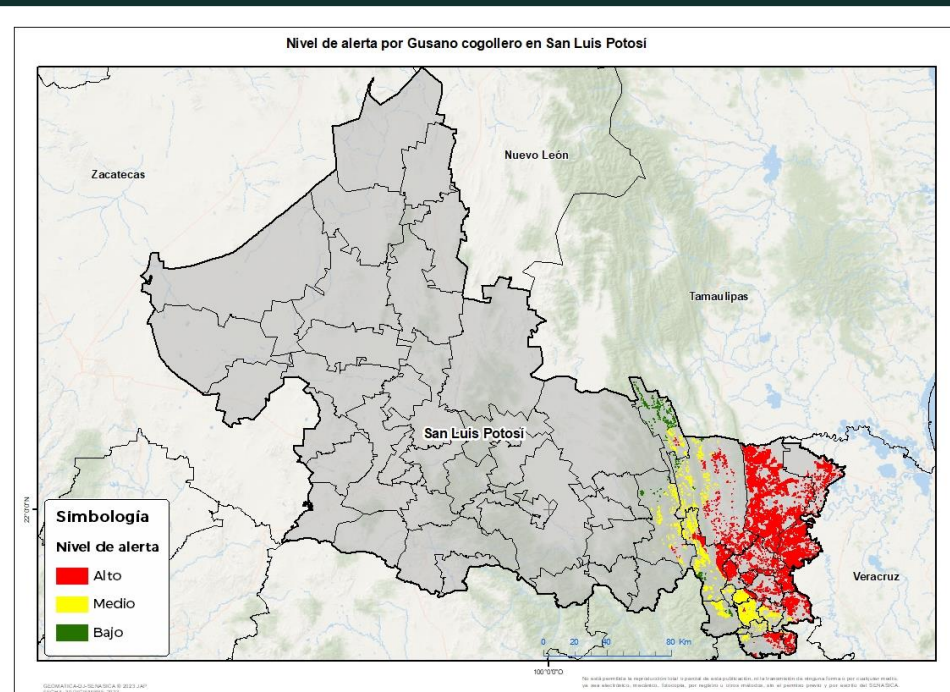 Nivel de alerta por Gusano cogollero en San Luis Potosí
Zacatecas
Nuevo León
Tamaulipas
San Luis Potosí
Veracruz
22°0'0"N
Simbología
Nivel de alerta
Alto
Medio
Bajo
0 20 40 80 Km
100°0'0"O